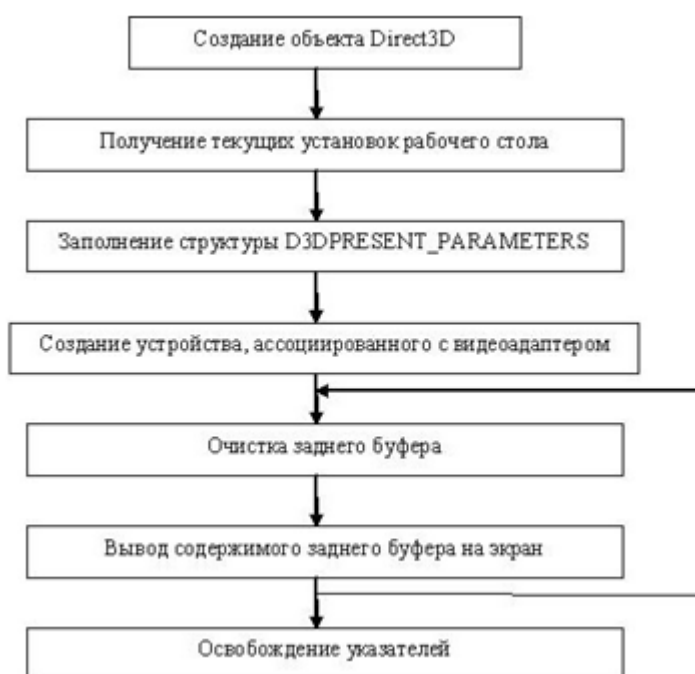 Создание объекта Direct3D
Получение текущих установок рабочего стола
Заполнение структуры D3DPRESENT_PARAMETERS
Создание устройства, ассоциированного с видеоадаптером
Очистка заднего буфера
Вывод содержимого заднего буфера на экран
Освобождение указателей